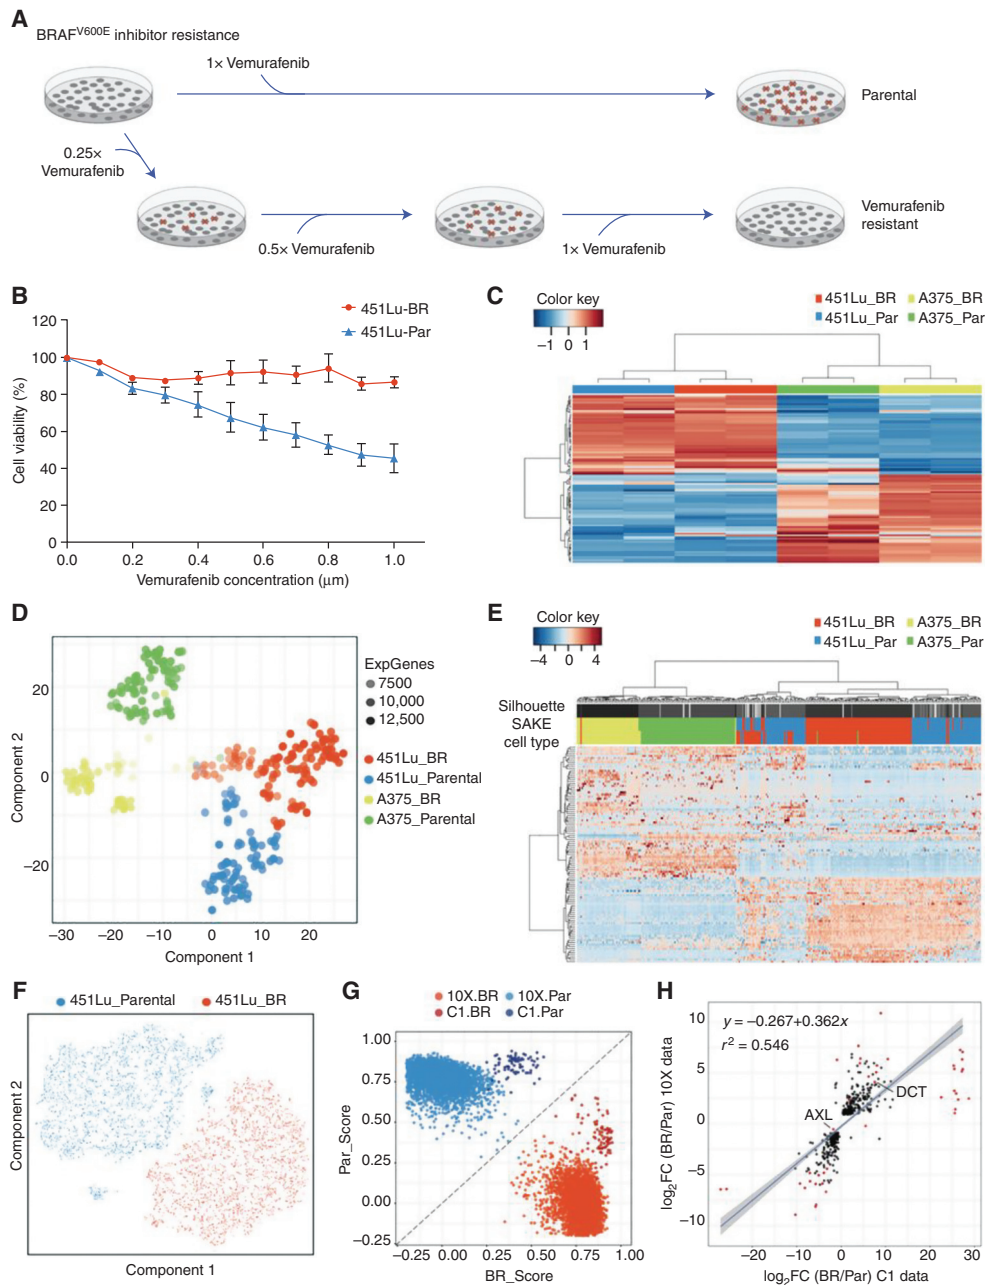 A
BRAFV600E inhibitor resistance
1× Vemurafenib
Parental
0.25×
Vemurafenib
0.5× Vemurafenib
1× Vemurafenib
Vemurafenib
resistant
B
451Lu-BR
451Lu-Par
120
100
80
60
40
20
0
Cell viability (%)
0.0 0.2 0.4 0.6 0.8 1.0
Vemurafenib concentration (μm)
C
Color key
−1 0 1
451Lu_BR A375_BR
451Lu_Par A375_Par
D
20
0
−20
Component 2
−30 −20 −10 0 10 20
Component 1
ExpGenes
7500
10,000
12,500
451Lu_BR
451Lu_Parental
A375_BR
A375_Parental
E
Color key
−4 0 4
451Lu_BR A375_BR
451Lu_Par A375_Par
Silhouette
SAKE
cell type
F
451Lu_Parental 451Lu_BR
Component 2
Component 1
G
10X.BR 10X.Par
C1.BR C1.Par
1.00
0.75
0.50
0.25
0.00
−0.25
Par_Score
−0.25 0.00 0.25 0.50 0.75 1.00
BR_Score
H
y = −0.267+0.362x
r2 = 0.546
DCT
AXL
10
5
0
−5
−10
log2FC (BR/Par) 10X data
−20 −10 0 10 20 30
log2FC (BR/Par) C1 data